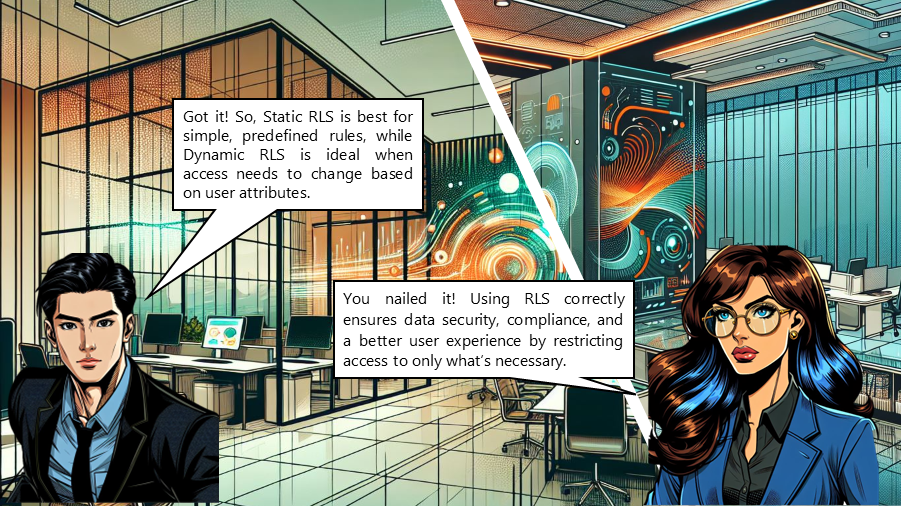 Got it! So, Static RLS is best for
simple, predefined rules, while
Dynamic RLS is ideal when
access needs to change based
on user attributes.
You nailed it! Using RLS correctly
ensures data security, compliance, and
a better user experience by restricting
access to only what's necessary.